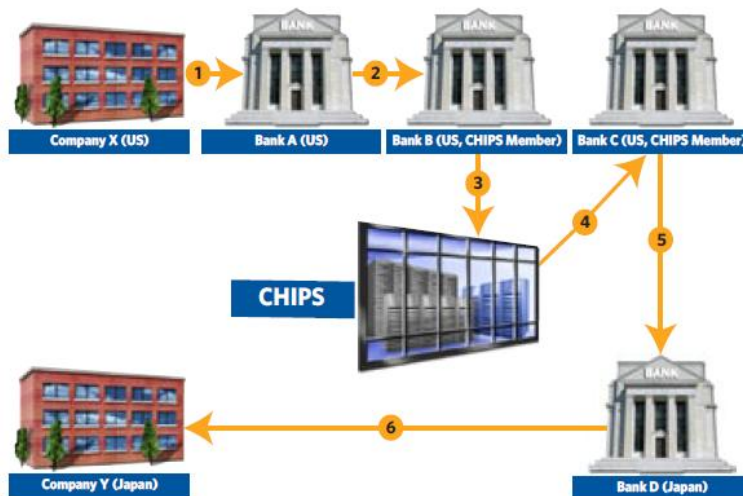 BANK
BANK
BANK
1
2
Company X (US)
Bank A (US)
Bank B (US, CHIPS Member)
Bank C (US, CHIPS Member)
3
4
5
CHIPS
BANK
6
Company Y (Japan)
Bank D (Japan)